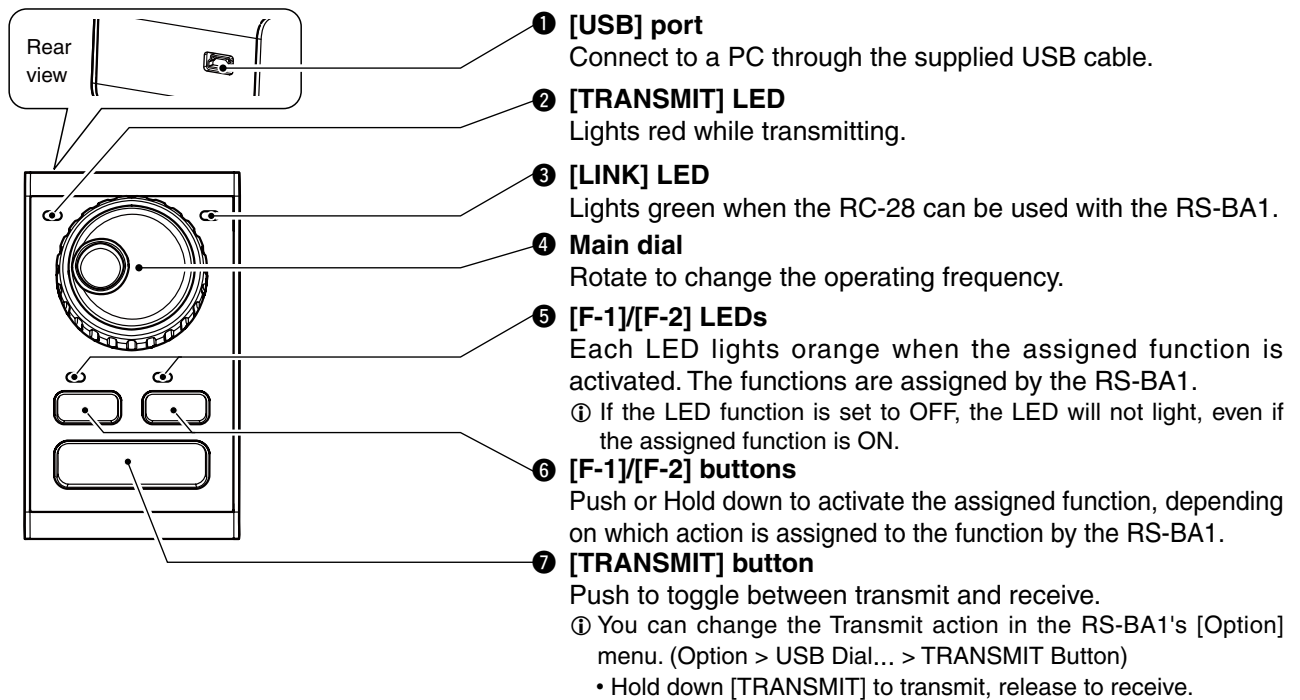 Rear
view
❶ [USB] port
Connect to a PC through the supplied USB cable.
❷ [TRANSMIT] LED
Lights red while transmitting.
❸ [LINK] LED
Lights green when the RC-28 can be used with the RS-BA1.
❹ Main dial
Rotate to change the operating frequency.
❺ [F-1]/[F-2] LEDs
Each LED lights orange when the assigned function is
activated. The functions are assigned by the RS-BA1.
ⓘ If the LED function is set to OFF, the LED will not light, even if
the assigned function is ON.
❻ [F-1]/[F-2] buttons
Push or Hold down to activate the assigned function, depending
on which action is assigned to the function by the RS-BA1.
❼ [TRANSMIT] button
Push to toggle between transmit and receive.
ⓘ You can change the Transmit action in the RS-BA1's [Option]
menu. (Option > USB Dial... > TRANSMIT Button)
• Hold down [TRANSMIT] to transmit, release to receive.